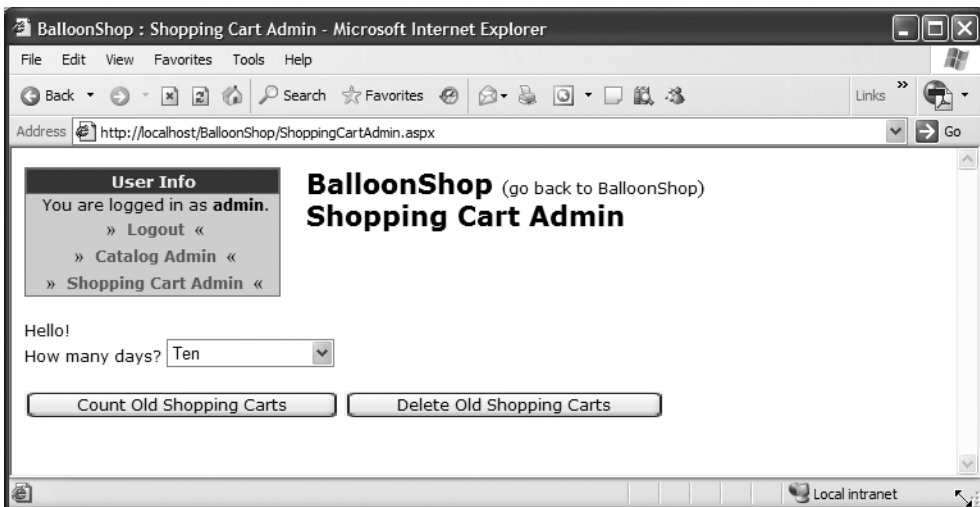 BalloonShop : Shopping Cart Admin - Microsoft Internet Explorer
File Edit View Favorites Tools Help
Back Search Favorites Links »
Address http://localhost/BalloonShop/ShoppingCartAdmin.aspx Go
User Info
You are logged in as admin.
» Logout «
» Catalog Admin «
» Shopping Cart Admin «
BalloonShop (go back to BalloonShop)
Shopping Cart Admin
Hello!
How many days? Ten
Count Old Shopping Carts Delete Old Shopping Carts
Local intranet